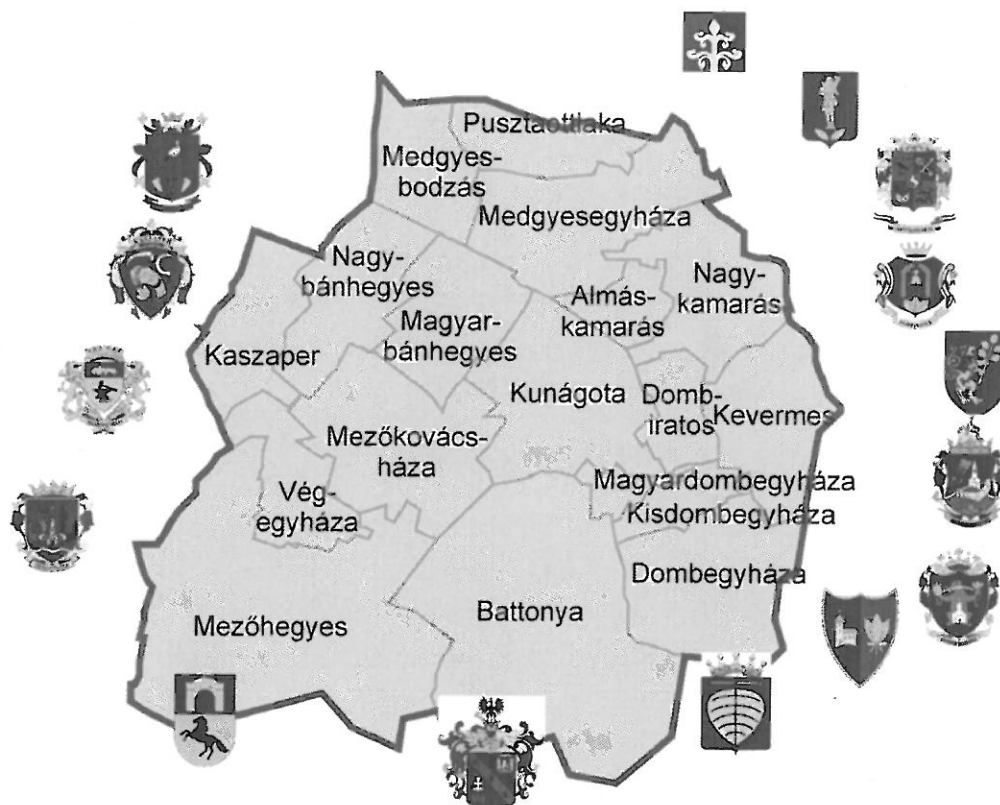 Pusztaottlaka
Medgyes-
bodzás
Medgyesegyháza
Nagy-
bánhegyes
Almás-
kamarás
Nagy-
kamarás
Magyar-
bánhegyes
Kaszaper
Kunágota
Domb-
iratos
Kevermes
Mezőkovács-
háza
Magyardombegyháza
Kisdombegyháza
Vég-
egyháza
Dombegyháza
Battonya
Mezőhegyes